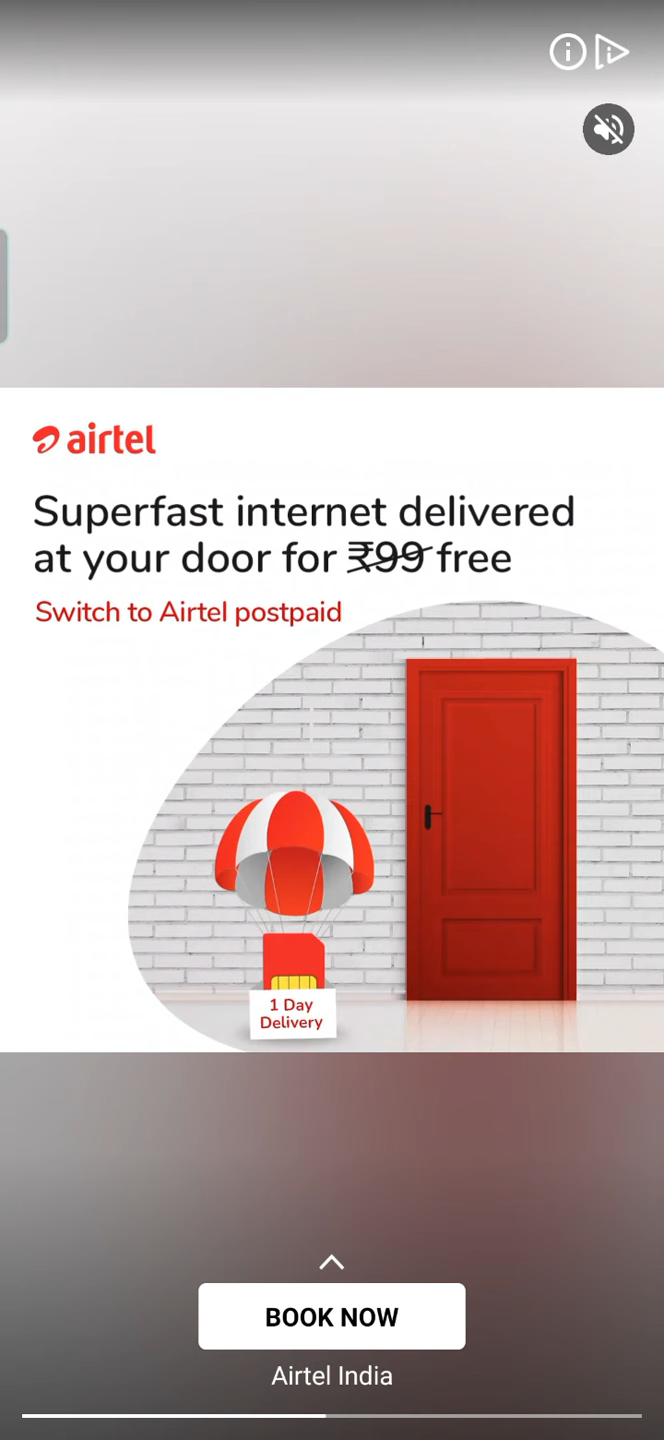 airtel
Superfast internet delivered
at your door for ₹99 free
Switch to Airtel postpaid
1 Day
Delivery
BOOK NOW
Airtel India